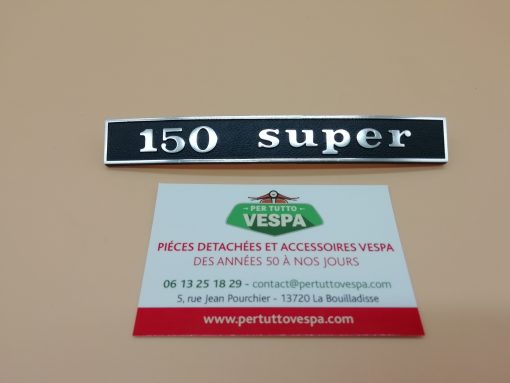 150 super
PER TUTTO
VESPA
PIÉCES DETACHÉES ET ACCESSOIRES VESPA
DES ANNÉES 50 À NOS JOURS
06 13 25 18 29 - contact@pertuttovespa.com
5, rue Jean Pourchier - 13720 La Bouilladisse
www.pertuttovespa.com